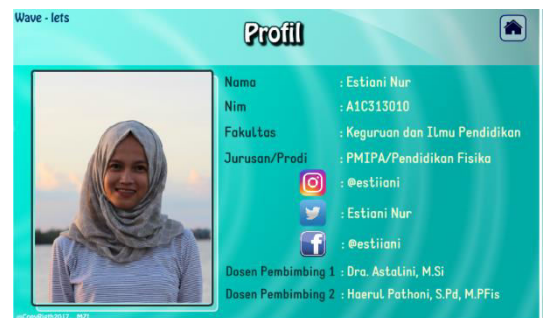 Wave - lets
Profil
Nama : Estiani Nur
Nim : A1C313010
Fakultas : Keguruan dan Ilmu Pendidikan
Jurusan/Prodi : PMIPA/Pendidikan Fisika
: @estiiani
: Estiani Nur
: @estiiani
Dosen Pembimbing 1 : Dra. Astalini, M.Si
Dosen Pembimbing 2 : Haerul Pathoni, S.Pd, M.PFis